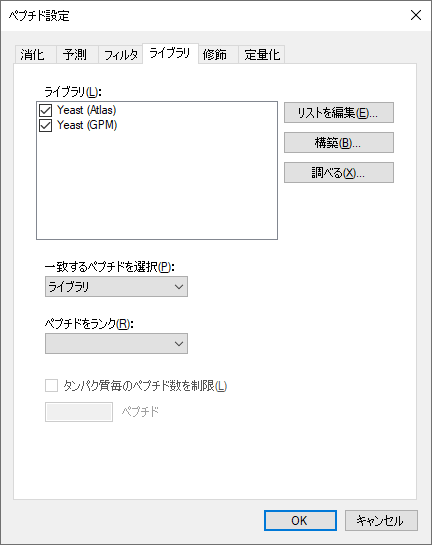 ペプチド設定
消化 予測 フィルタ ライブラリ 修飾 定量化
ライブラリ(L):
Yeast (Atlas)
Yeast (GPM)
リストを編集(E)...
構築(B)...
調べる(X)...
一致するペプチドを選択(P):
ライブラリ
ペプチドをランク(R):
タンパク質毎のペプチド数を制限(L)
ペプチド
OK キャンセル